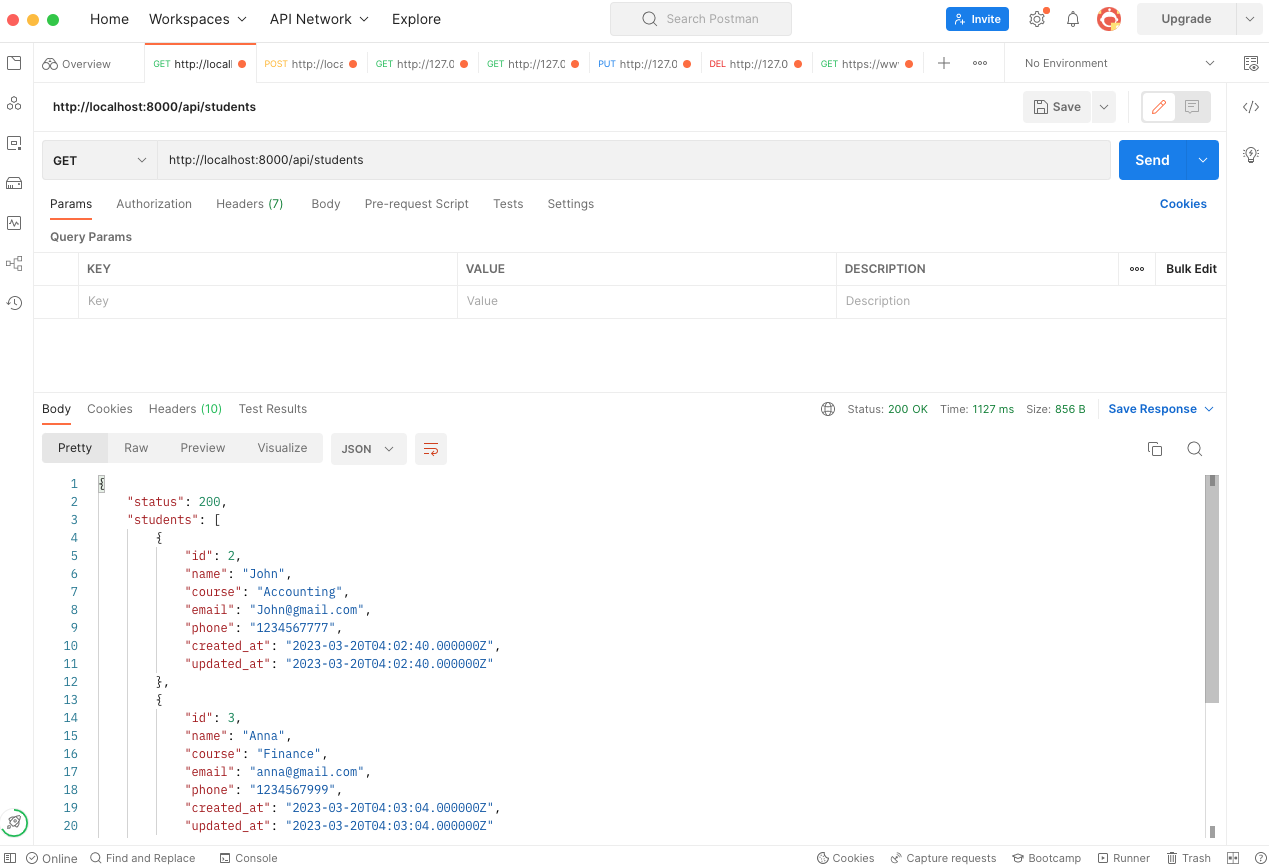 Home Workspaces API Network Explore Search Postman Invite Upgrade
Overview GET http://locall POST http://loca GET http://127.0 GET http://127.0 PUT http://127.0 DEL http://127.0 GET https://ww No Environment
http://localhost:8000/api/students Save
GET http://localhost:8000/api/students Send
Params Authorization Headers (7) Body Pre-request Script Tests Settings Cookies
Query Params
KEY VALUE DESCRIPTION Bulk Edit
Key Value Description
Body Cookies Headers (10) Test Results Status: 200 OK Time: 1127 ms Size: 856 B Save Response
Pretty Raw Preview Visualize JSON
1 {
2 "status": 200,
3 "students": [
4 {
5 "id": 2,
6 "name": "John",
7 "course": "Accounting",
8 "email": "John@gmail.com",
9 "phone": "1234567777",
10 "created_at": "2023-03-20T04:02:40.000000Z",
11 "updated_at": "2023-03-20T04:02:40.000000Z"
12 },
13 {
14 "id": 3,
15 "name": "Anna",
16 "course": "Finance",
17 "email": "anna@gmail.com",
18 "phone": "1234567999",
19 "created_at": "2023-03-20T04:03:04.000000Z",
20 "updated_at": "2023-03-20T04:03:04.000000Z"
Online Find and Replace Console Cookies Capture requests Bootcamp Runner Trash